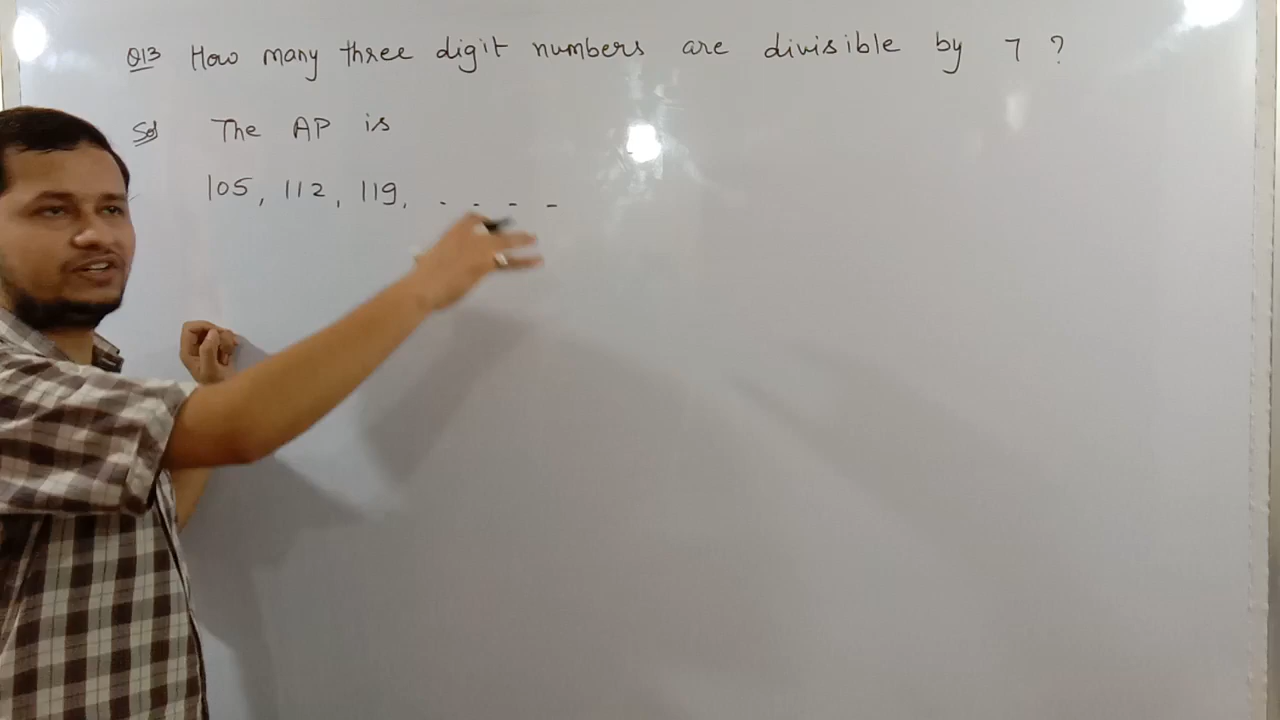 Q13 How many three digit numbers are divisible by 7 ?
Sol The AP is
105, 112, 119, - - - -